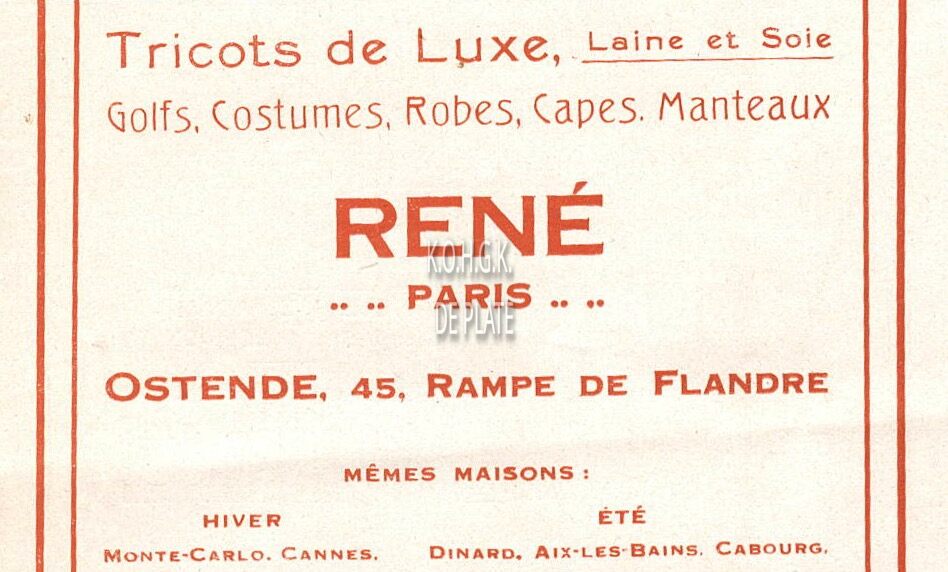 Tricots de Luxe, Laine et Soie
Golfs, Costumes, Robes, Capes. Manteaux
RENÉ
K.O.H.G.K.
.. .. PARIS .. ..
DE PLATE
OSTENDE, 45, RAMPE DE FLANDRE
MÊMES MAISONS :
HIVER ÉTÉ
MONTE-CARLO. CANNES. DINARD, AIX-LES-BAINS. CABOURG.